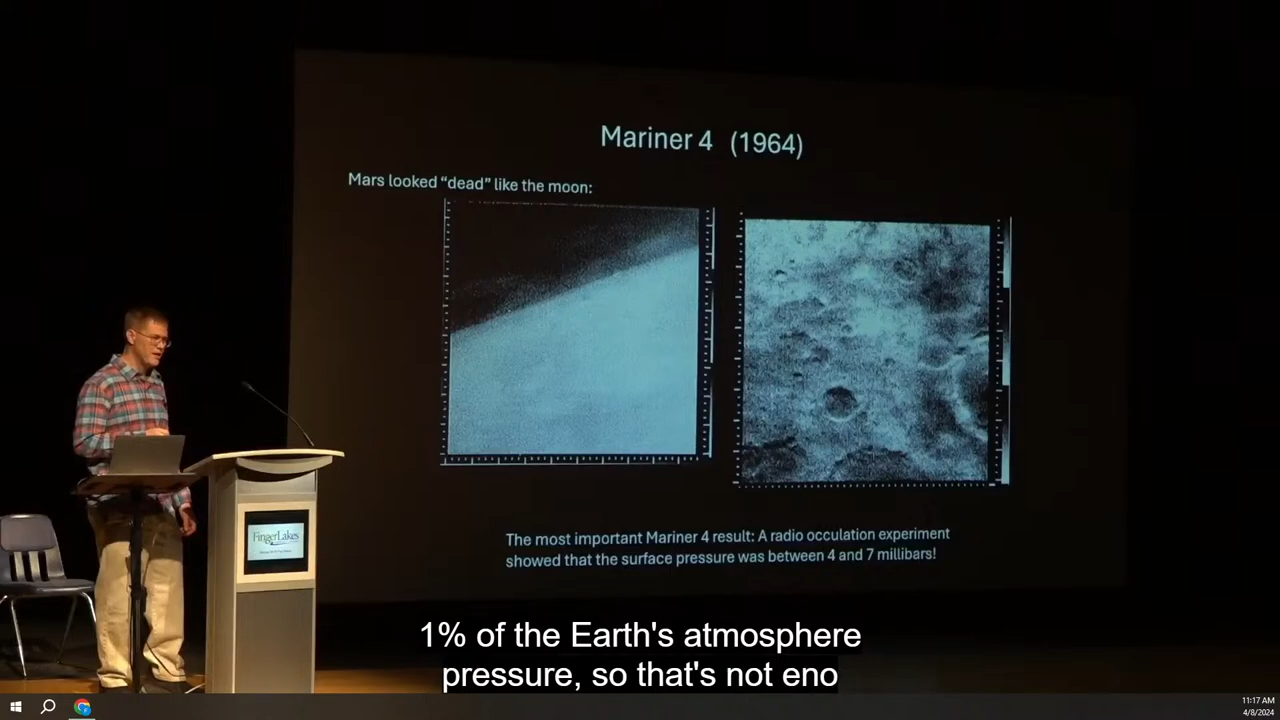 Mariner 4 (1964)
Mars looked “dead” like the moon:
The most important Mariner 4 result: A radio occulation experiment
showed that the surface pressure was between 4 and 7 millibars!
FingerLakes
1% of the Earth's atmosphere
pressure, so that's not eno
11:17 AM
4/8/2024